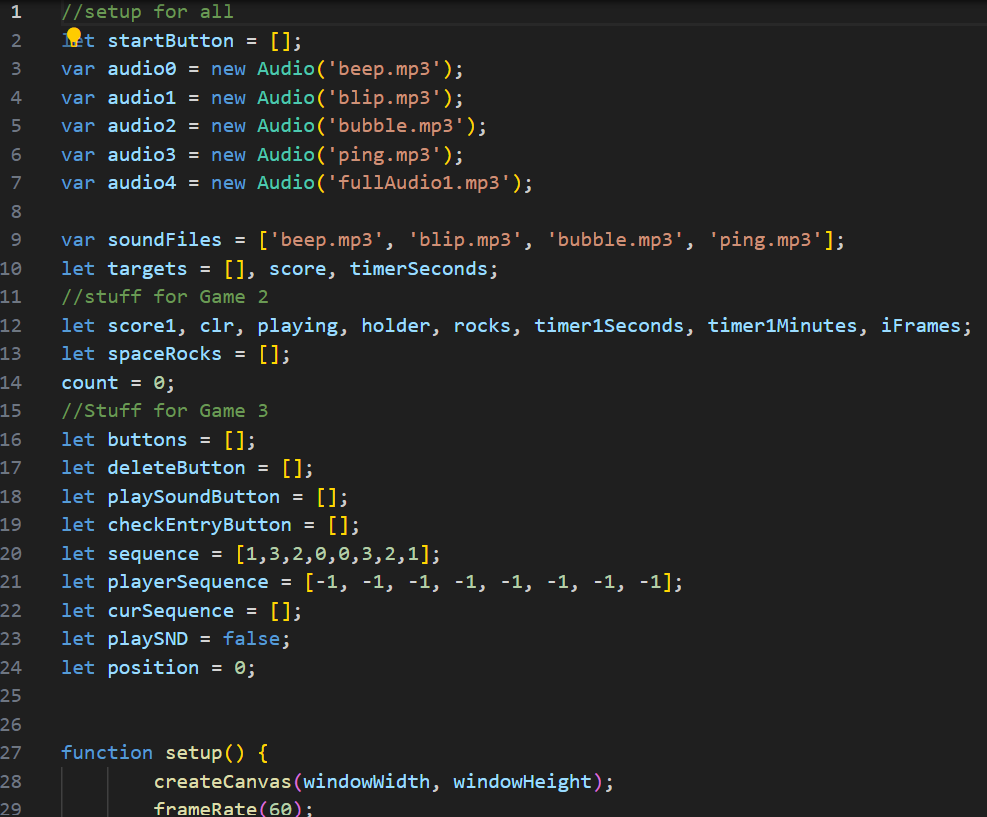 1 //setup for all
2 let startButton = [];
3 var audio0 = new Audio('beep.mp3');
4 var audio1 = new Audio('blip.mp3');
5 var audio2 = new Audio('bubble.mp3');
6 var audio3 = new Audio('ping.mp3');
7 var audio4 = new Audio('fullAudio1.mp3');
8
9 var soundFiles = ['beep.mp3', 'blip.mp3', 'bubble.mp3', 'ping.mp3'];
10 let targets = [], score, timerSeconds;
11 //stuff for Game 2
12 let score1, clr, playing, holder, rocks, timer1Seconds, timer1Minutes, iFrames;
13 let spaceRocks = [];
14 count = 0;
15 //Stuff for Game 3
16 let buttons = [];
17 let deleteButton = [];
18 let playSoundButton = [];
19 let checkEntryButton = [];
20 let sequence = [1,3,2,0,0,3,2,1];
21 let playerSequence = [-1, -1, -1, -1, -1, -1, -1, -1];
22 let curSequence = [];
23 let playSND = false;
24 let position = 0;
25
26
27 function setup() {
28 createCanvas(windowWidth, windowHeight);
29 frameRate(60);